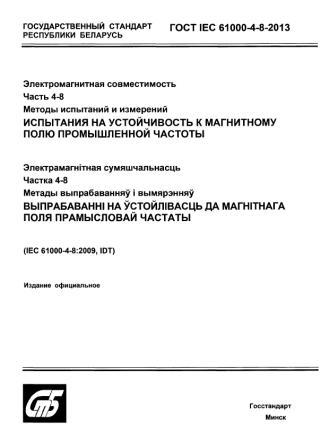 ГОСУДАРСТВЕННЫЙ СТАНДАРТ
РЕСПУБЛИКИ БЕЛАРУСЬ
ГОСТ IEC 61000-4-8-2013
Электромагнитная совместимость
Часть 4-8
Методы испытаний и измерений
ИСПЫТАНИЯ НА УСТОЙЧИВОСТЬ К МАГНИТНОМУ
ПОЛЮ ПРОМЫШЛЕННОЙ ЧАСТОТЫ
Электрамагнітная сумяшчальнасць
Частка 4-8
Метады выпрабаванняў і вымярэнняў
ВЫПРАБАВАННІ НА ЎСТОЙЛІВАСЦЬ ДА МАГНІТНАГА
ПОЛЯ ПРАМЫСЛОВАЙ ЧАСТАТЫ
(IEC 61000-4-8:2009, IDT)
Издание официальное
СТБ
Госстандарт
Минск